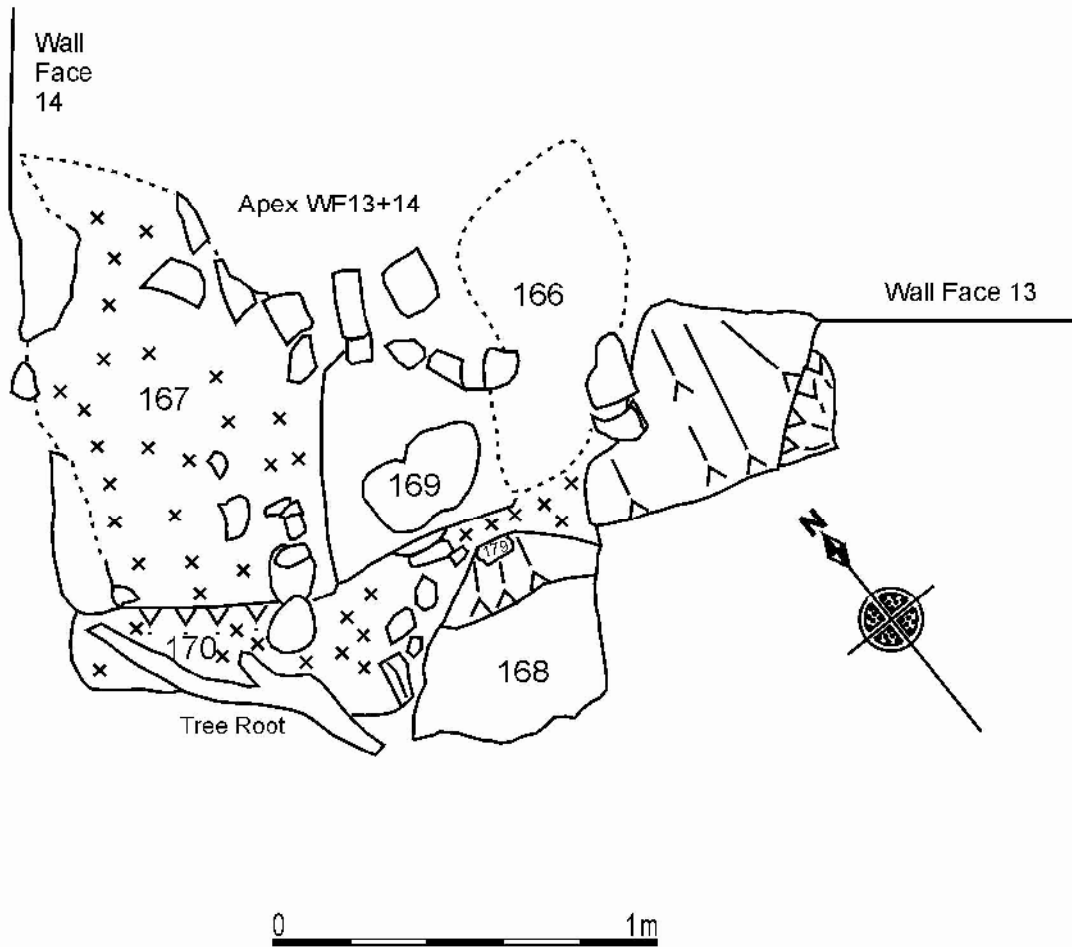 Wall
Face
14
Apex WF13+14
166
Wall Face 13
167
169
179
170
168
N
Tree Root
0 1m